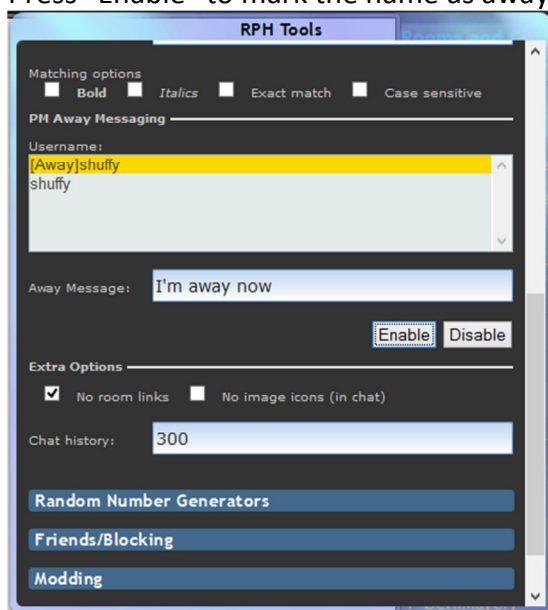 Press "Enable" to mark the name as away
RPH Tools
Rooms and
Matching options
Bold Italics Exact match Case sensitive
PM Away Messaging
Username:
[Away]shuffy
shuffy
Away Message: I'm away now
Enable Disable
Extra Options
No room links No image icons (in chat)
Chat history: 300
Random Number Generators
Friends/Blocking
Modding